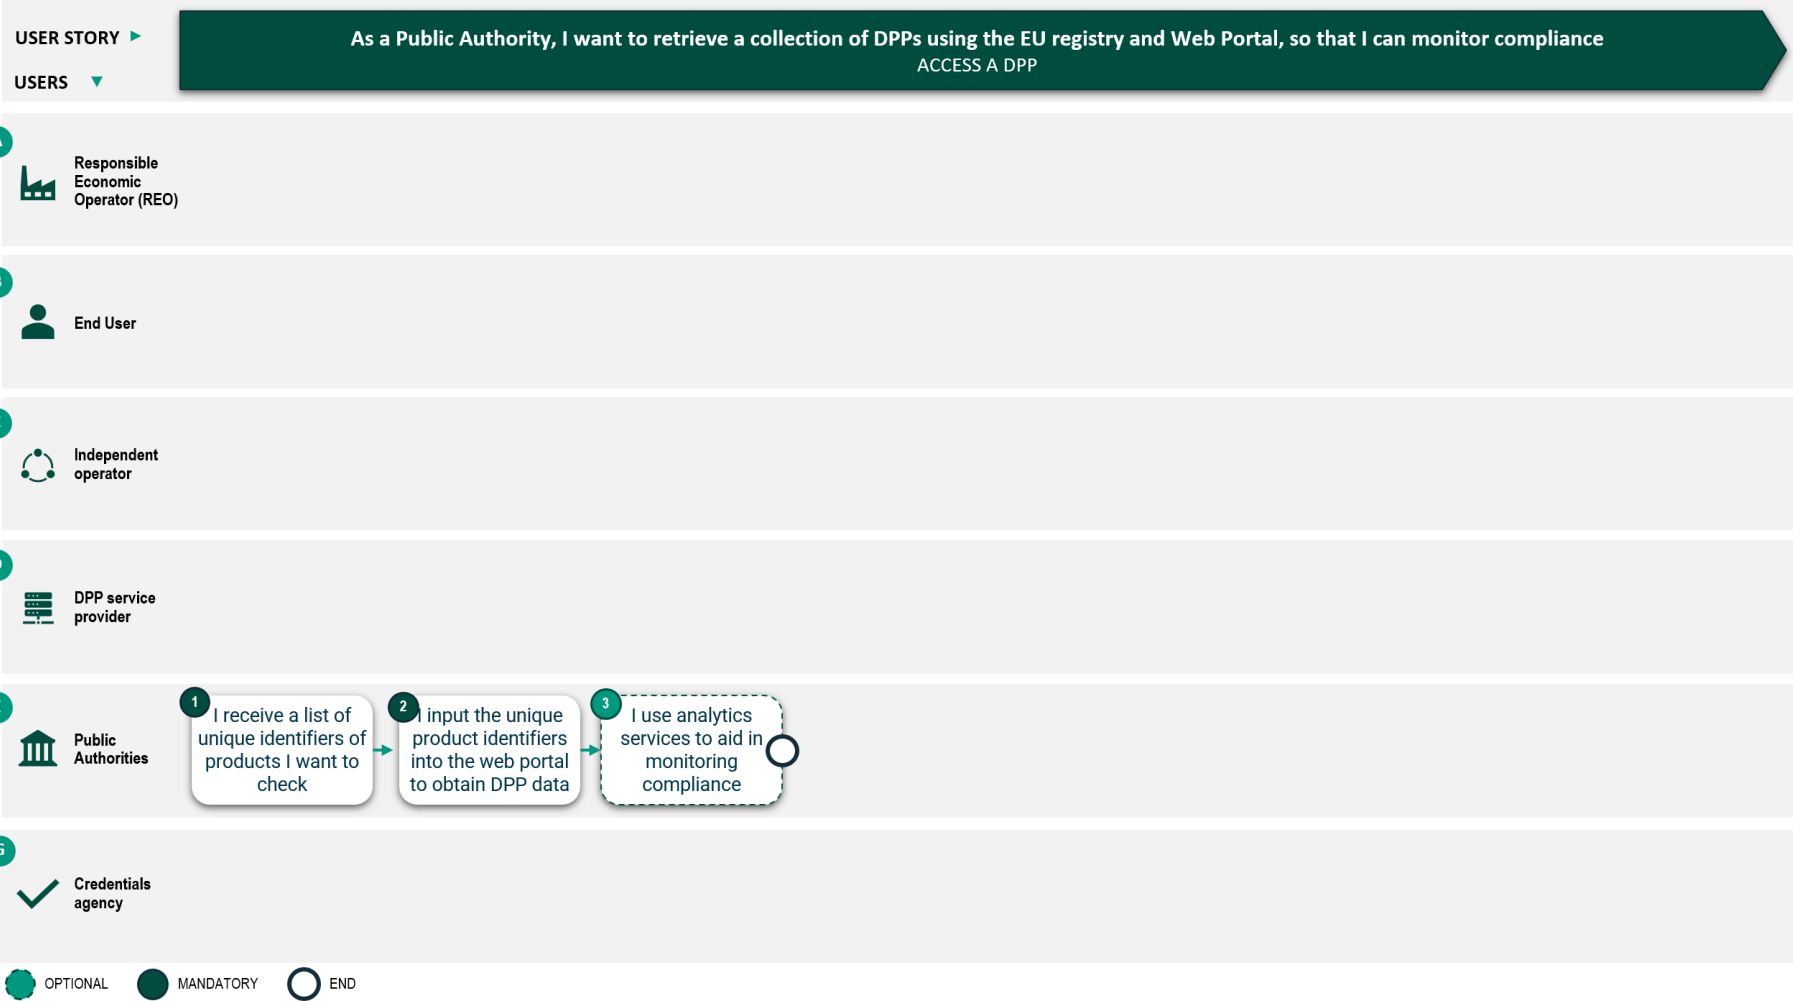 USER STORY
As a Public Authority, I want to retrieve a collection of DPPs using the EU registry and Web Portal, so that I can monitor compliance
ACCESS A DPP
USERS
Responsible
Economic
Operator (REO)
End User
Independent
operator
DPP service
provider
Public
Authorities
1
I receive a list of
unique identifiers of
products I want to
check
2
I input the unique
product identifiers
into the web portal
to obtain DPP data
3
I use analytics
services to aid in
monitoring
compliance
G
Credentials
agency
OPTIONAL
MANDATORY
END